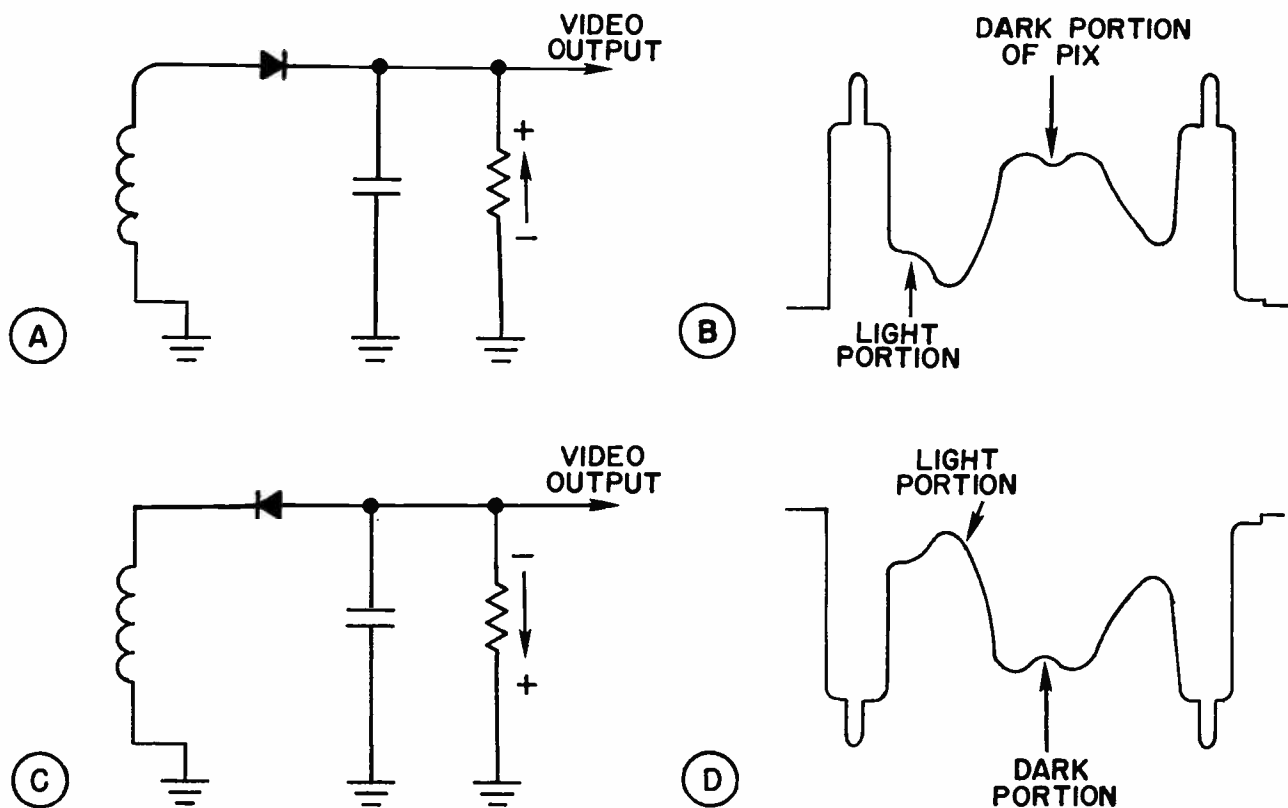 VIDEO
OUTPUT
+
−
A
DARK PORTION
OF PIX
LIGHT
PORTION
B
VIDEO
OUTPUT
−
+
C
LIGHT
PORTION
DARK
PORTION
D